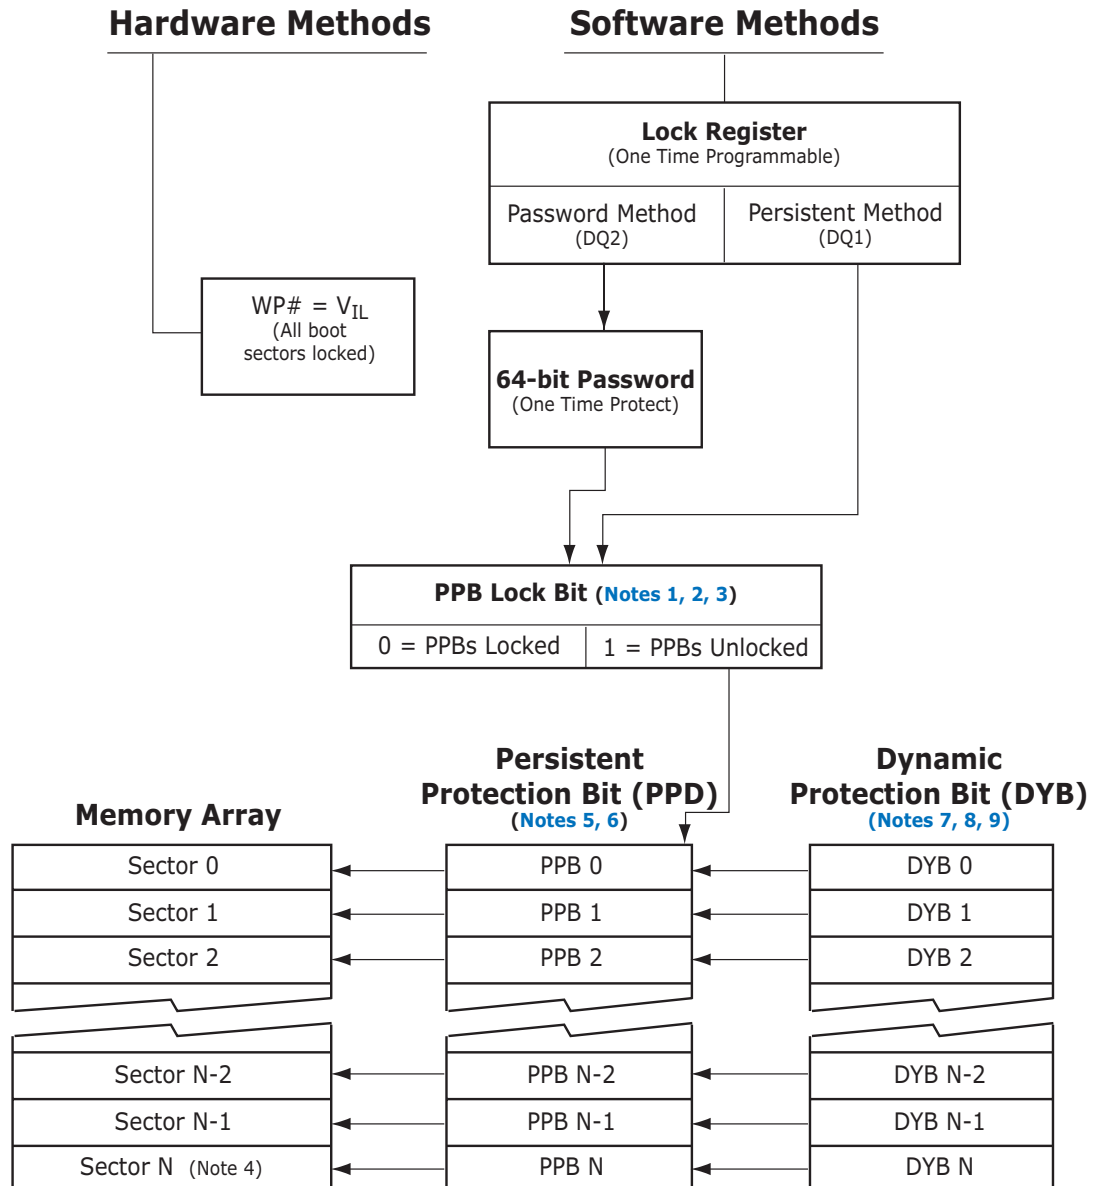 Hardware Methods
Software Methods
Lock Register
(One Time Programmable)
Password Method
(DQ2)
Persistent Method
(DQ1)
WP# = VIL
(All boot
sectors locked)
64-bit Password
(One Time Protect)
PPB Lock Bit (Notes 1, 2, 3)
0 = PPBs Locked
1 = PPBs Unlocked
Memory Array
Persistent
Protection Bit (PPD)
(Notes 5, 6)
Dynamic
Protection Bit (DYB)
(Notes 7, 8, 9)
Sector 0
PPB 0
DYB 0
Sector 1
PPB 1
DYB 1
Sector 2
PPB 2
DYB 2
Sector N-2
PPB N-2
DYB N-2
Sector N-1
PPB N-1
DYB N-1
Sector N (Note 4)
PPB N
DYB N